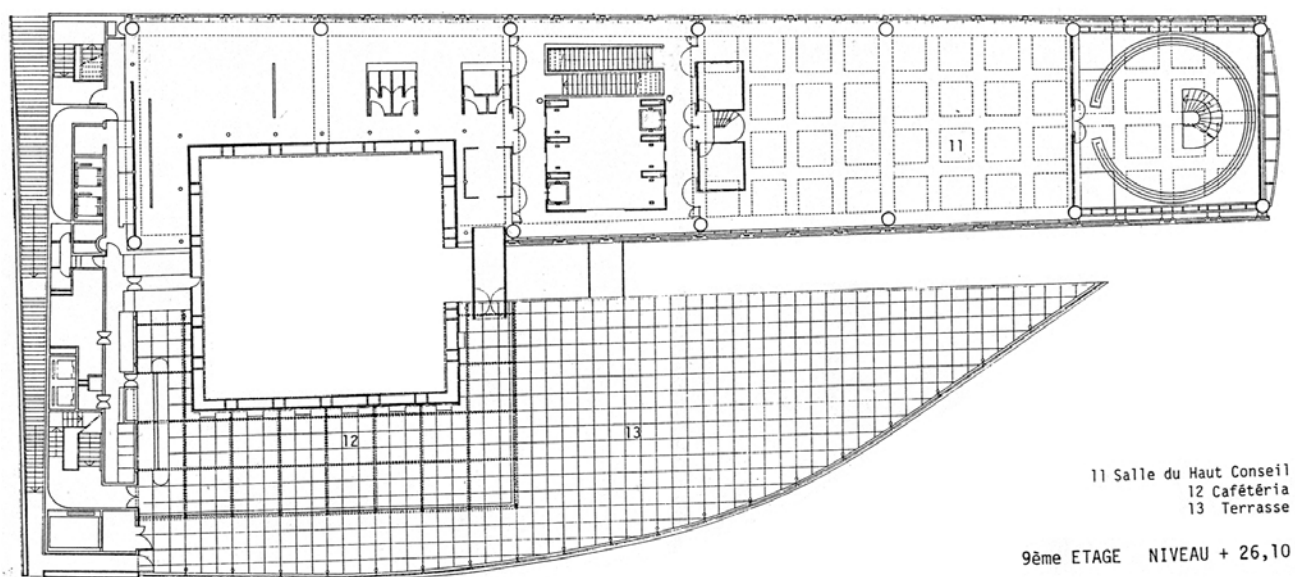 11
12
13
11 Salle du Haut Conseil
12 Cafétéria
13 Terrasse
9ème ETAGE NIVEAU + 26,10